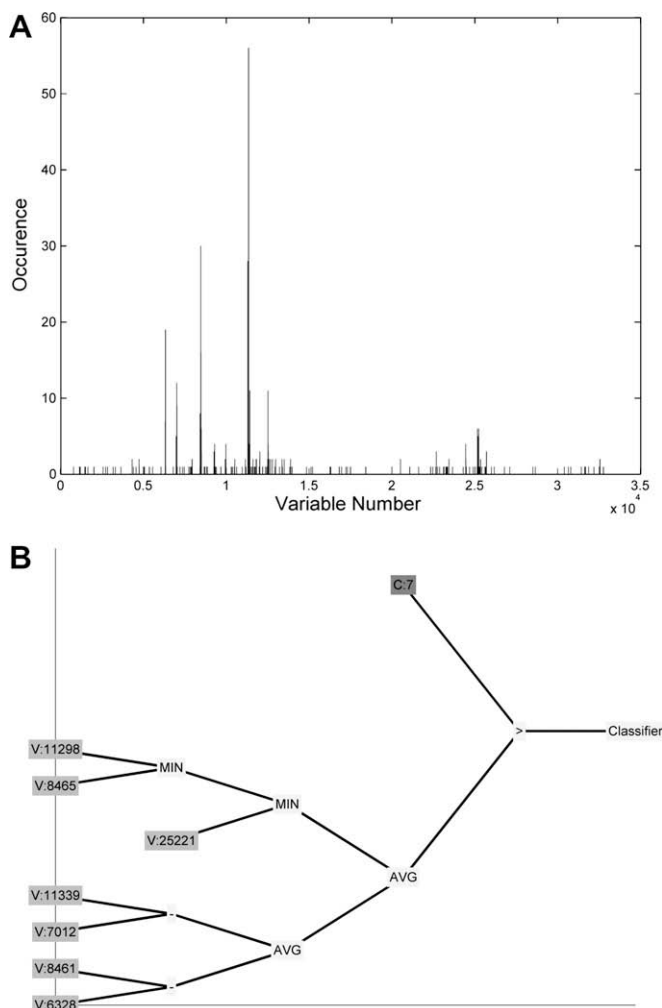 A
60
50
40
30
20
10
0
Occurence
0 0.5 1 1.5 2 2.5 3 3.5
x 10^4
Variable Number
B
C:7
> Classifier
V:11298
MIN
V:8465
MIN
V:25221
AVG
V:11339
-
V:7012
AVG
V:8461
-
V:6328